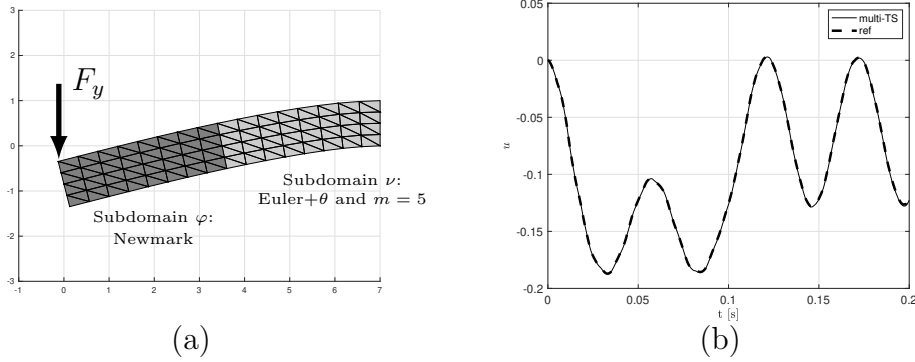 3
2
1
0
-1
-2
-3
-1 0 1 2 3 4 5 6 7
F_y
Subdomain ν:
Euler+θ and m = 5
Subdomain φ:
Newmark
(a)
multi-TS
ref
0
-0.05
-0.1
-0.15
-0.2
u
0 0.05 0.1 0.15 0.2
t [s]
(b)